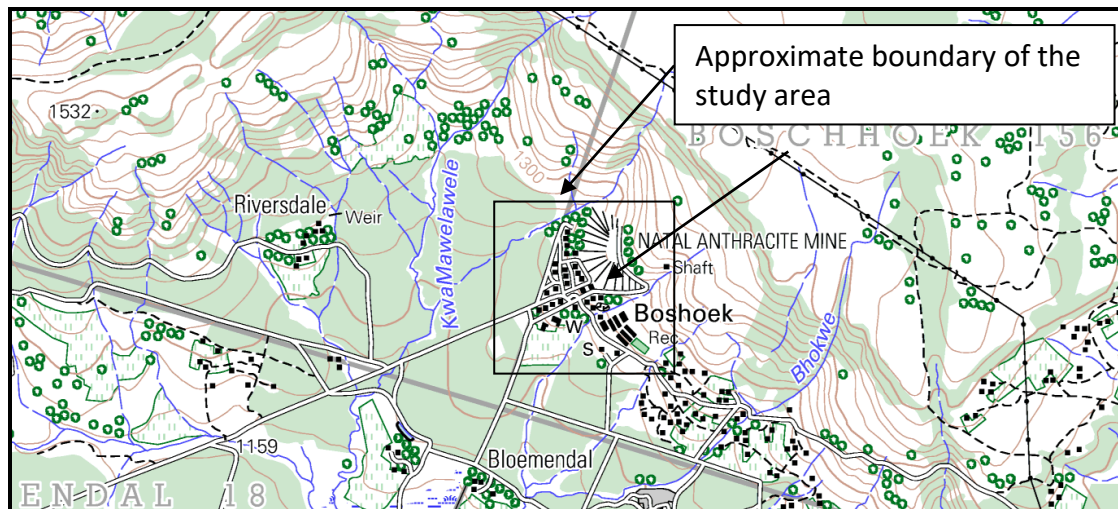 Approximate boundary of the
study area
1532
BOSCHHOEK 156
1300
Riversdale
Weir
KwaMawelawele
NATAL ANTHRACITE MINE
Shaft
Boshoek
W
Rec
S
Bhokwe
1159
Bloemendal
ENDAL 18